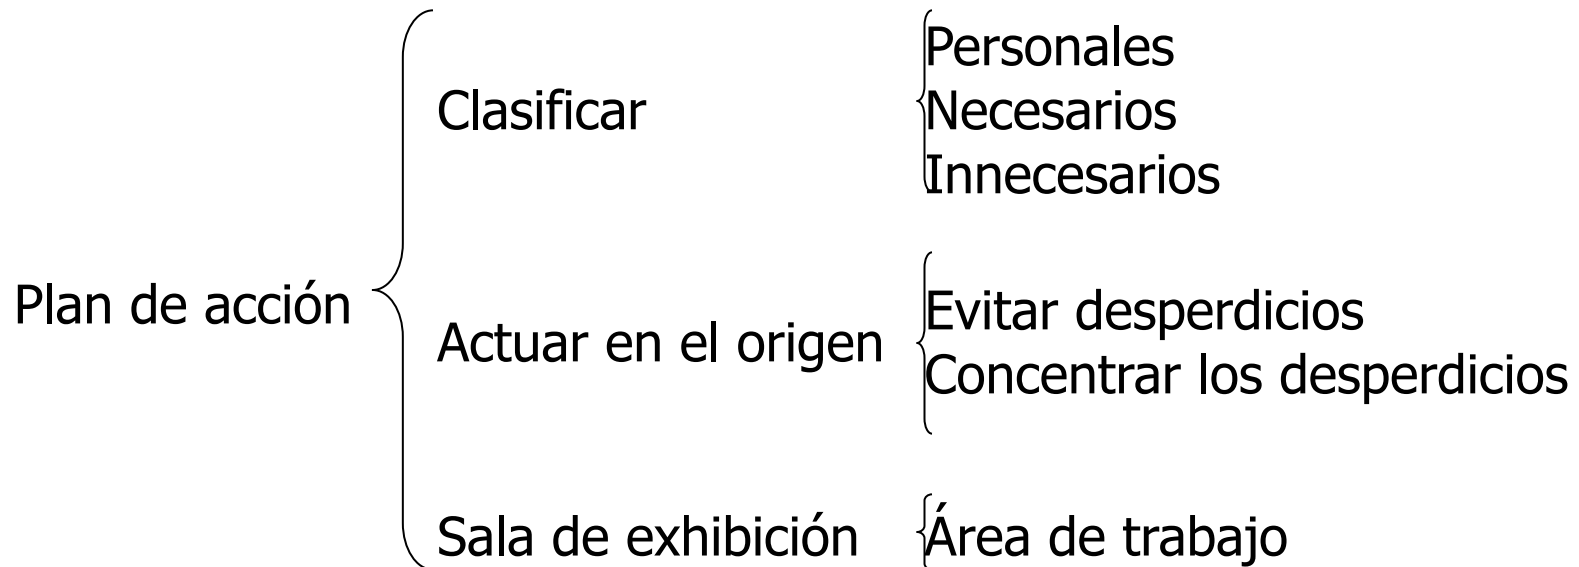 Plan de acción
Clasificar
Personales
Necesarios
Innecesarios
Actuar en el origen
Evitar desperdicios
Concentrar los desperdicios
Sala de exhibición
Área de trabajo